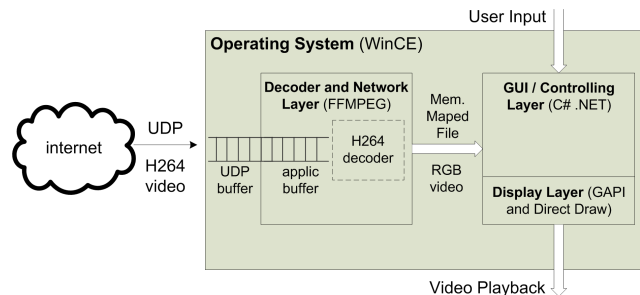 User Input
Operating System (WinCE)
Decoder and Network
Layer (FFMPEG)
GUI / Controlling
Layer (C# .NET)
Mem.
Maped
File
internet
UDP
H264
video
H264
decoder
UDP
buffer
applic
buffer
RGB
video
Display Layer (GAPI
and Direct Draw)
Video Playback